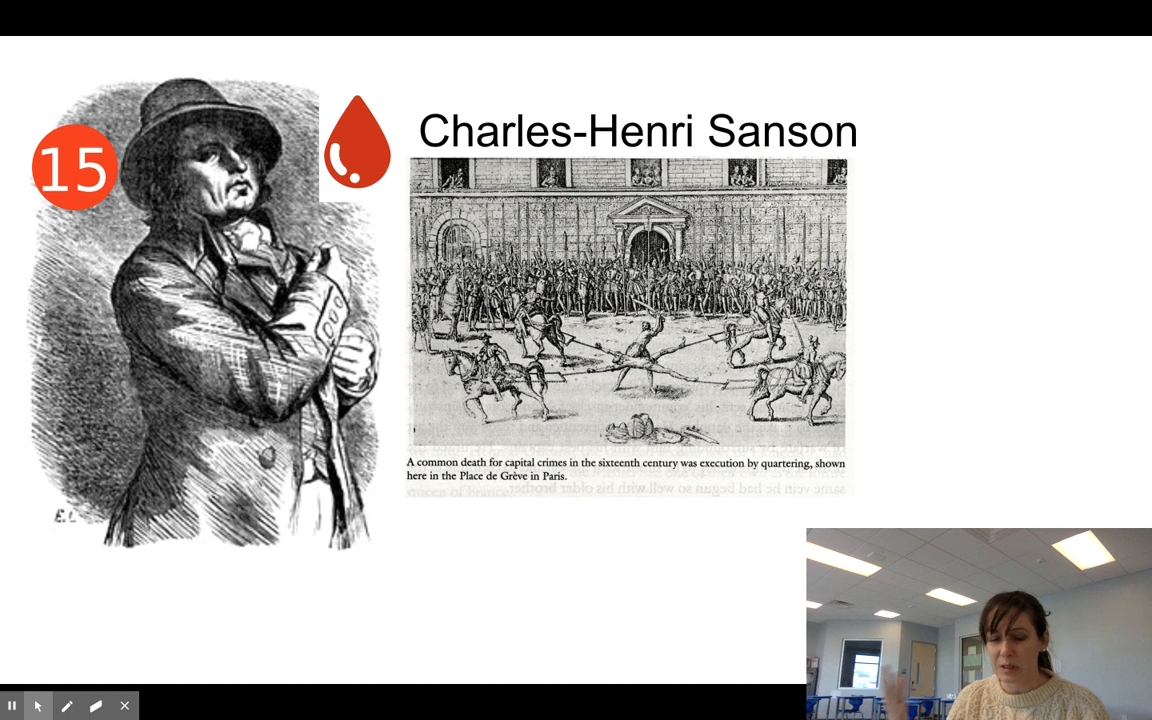 15
Charles-Henri Sanson
A common death for capital crimes in the sixteenth century was execution by quartering, shown
here in the Place de Grève in Paris.